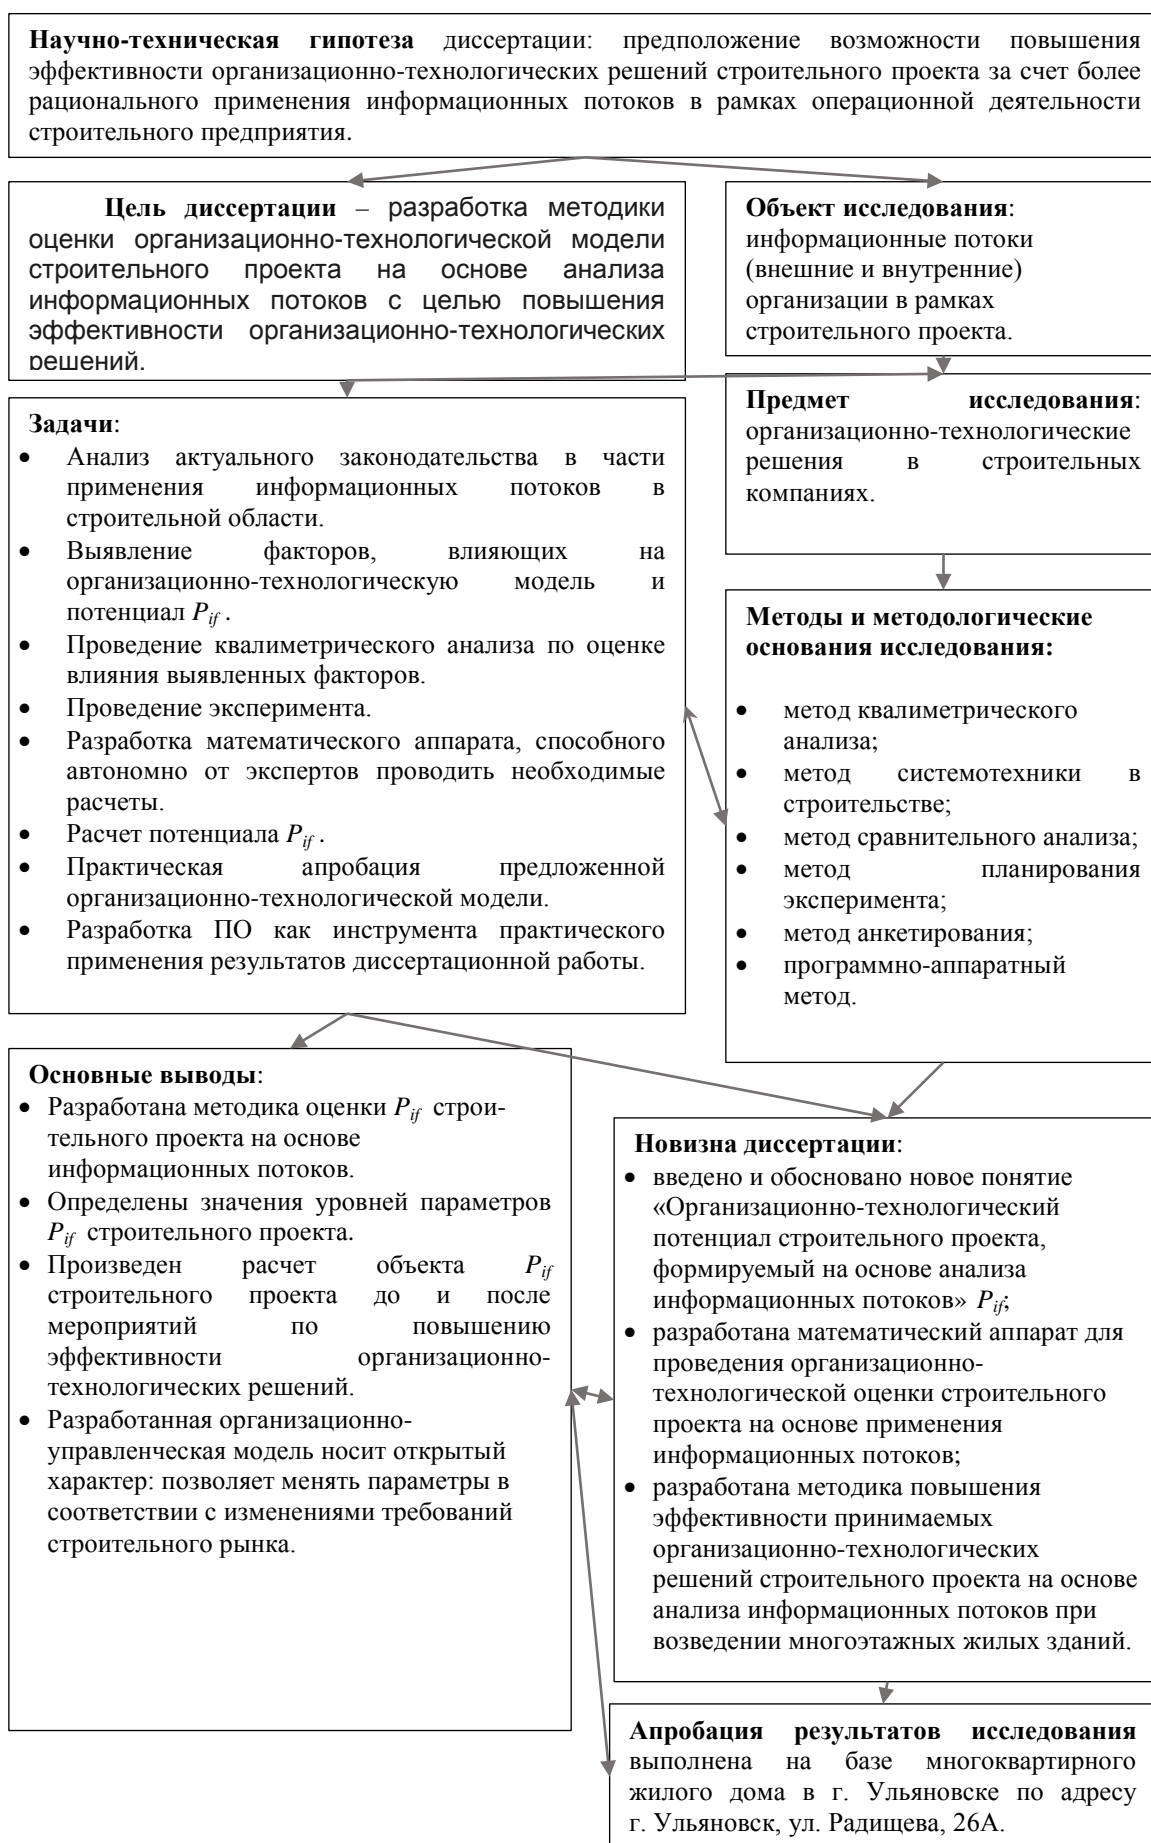 Научно-техническая гипотеза диссертации: предположение возможности повышения
эффективности организационно-технологических решений строительного проекта за счет более
рационального применения информационных потоков в рамках операционной деятельности
строительного предприятия.
Цель диссертации – разработка методики
оценки организационно-технологической модели
строительного проекта на основе анализа
информационных потоков с целью повышения
эффективности организационно-технологических
решений.
Объект исследования:
информационные потоки
(внешние и внутренние)
организации в рамках
строительного проекта.
Предмет исследования:
организационно-технологические
решения в строительных
компаниях.
Задачи:
• Анализ актуального законодательства в части
применения информационных потоков в
строительной области.
• Выявление факторов, влияющих на
организационно-технологическую модель и
потенциал P_if .
• Проведение квалиметрического анализа по оценке
влияния выявленных факторов.
• Проведение эксперимента.
• Разработка математического аппарата, способного
автономно от экспертов проводить необходимые
расчеты.
• Расчет потенциала P_if .
• Практическая апробация предложенной
организационно-технологической модели.
• Разработка ПО как инструмента практического
применения результатов диссертационной работы.
Методы и методологические
основания исследования:
• метод квалиметрического
анализа;
• метод системотехники в
строительстве;
• метод сравнительного анализа;
• метод планирования
эксперимента;
• метод анкетирования;
• программно-аппаратный
метод.
Основные выводы:
• Разработана методика оценки P_if строи-
тельного проекта на основе
информационных потоков.
• Определены значения уровней параметров
P_if строительного проекта.
• Произведен расчет объекта P_if
строительного проекта до и после
мероприятий по повышению
эффективности организационно-
технологических решений.
• Разработанная организационно-
управленческая модель носит открытый
характер: позволяет менять параметры в
соответствии с изменениями требований
строительного рынка.
Новизна диссертации:
• введено и обосновано новое понятие
«Организационно-технологический
потенциал строительного проекта,
формируемый на основе анализа
информационных потоков» P_if;
• разработана математический аппарат для
проведения организационно-
технологической оценки строительного
проекта на основе применения
информационных потоков;
• разработана методика повышения
эффективности принимаемых
организационно-технологических
решений строительного проекта на основе
анализа информационных потоков при
возведении многоэтажных жилых зданий.
Апробация результатов исследования
выполнена на базе многоквартирного
жилого дома в г. Ульяновске по адресу
г. Ульяновск, ул. Радищева, 26А.